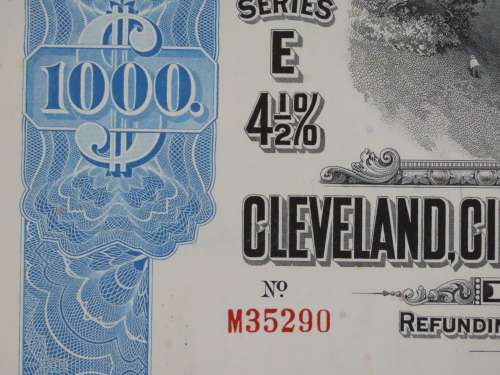 SERIES
E
4½%
$1000.
CLEVELAND, CI
No
M35290
REFUNDIN